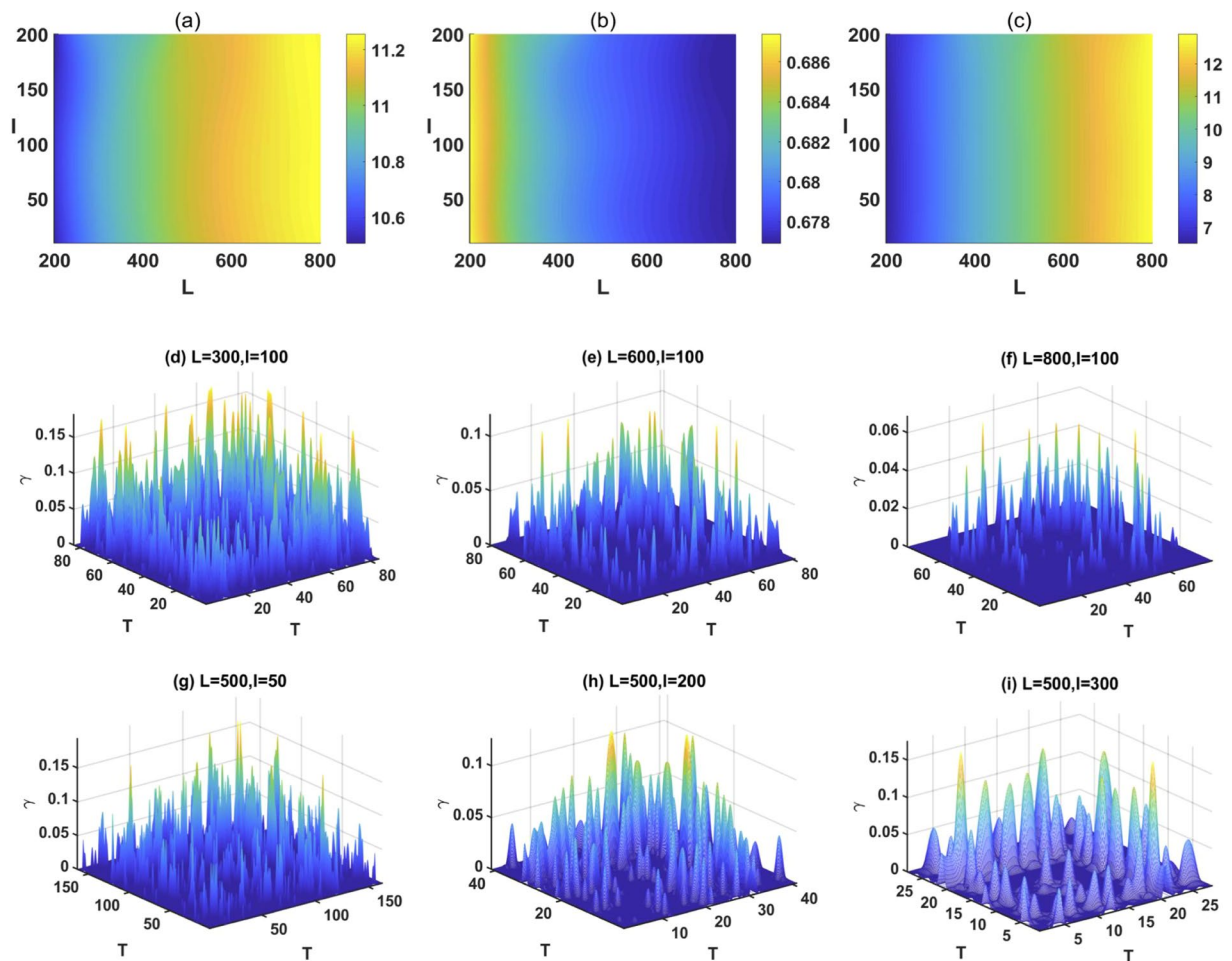 (a) (b) (c)
200 11.2 200 0.686 200 12
150 11 150 0.684 150 11
I I 0.682 I 10
100 10.8 100 0.68 100 9
50 10.6 50 0.678 50 8
7
200 400 600 800 200 400 600 800 200 400 600 800
L L L
(d) L=300,l=100 (e) L=600,l=100 (f) L=800,l=100
0.15 0.1 0.06
0.1 0.04
γ 0.05 γ 0.05 γ 0.02
0 0 0
80 60 40 20 20 40 60 80 80 60 40 20 20 40 60 80 60 40 20 20 40 60
T T T T T T
(g) L=500,l=50 (h) L=500,l=200 (i) L=500,l=300
0.15 0.1 0.15
0.1 0.1
γ 0.05 γ 0.05 γ 0.05
0 0 0
150 100 50 50 100 150 40 20 10 20 30 40 25 20 15 10 5 5 10 15 20 25
T T T T T T